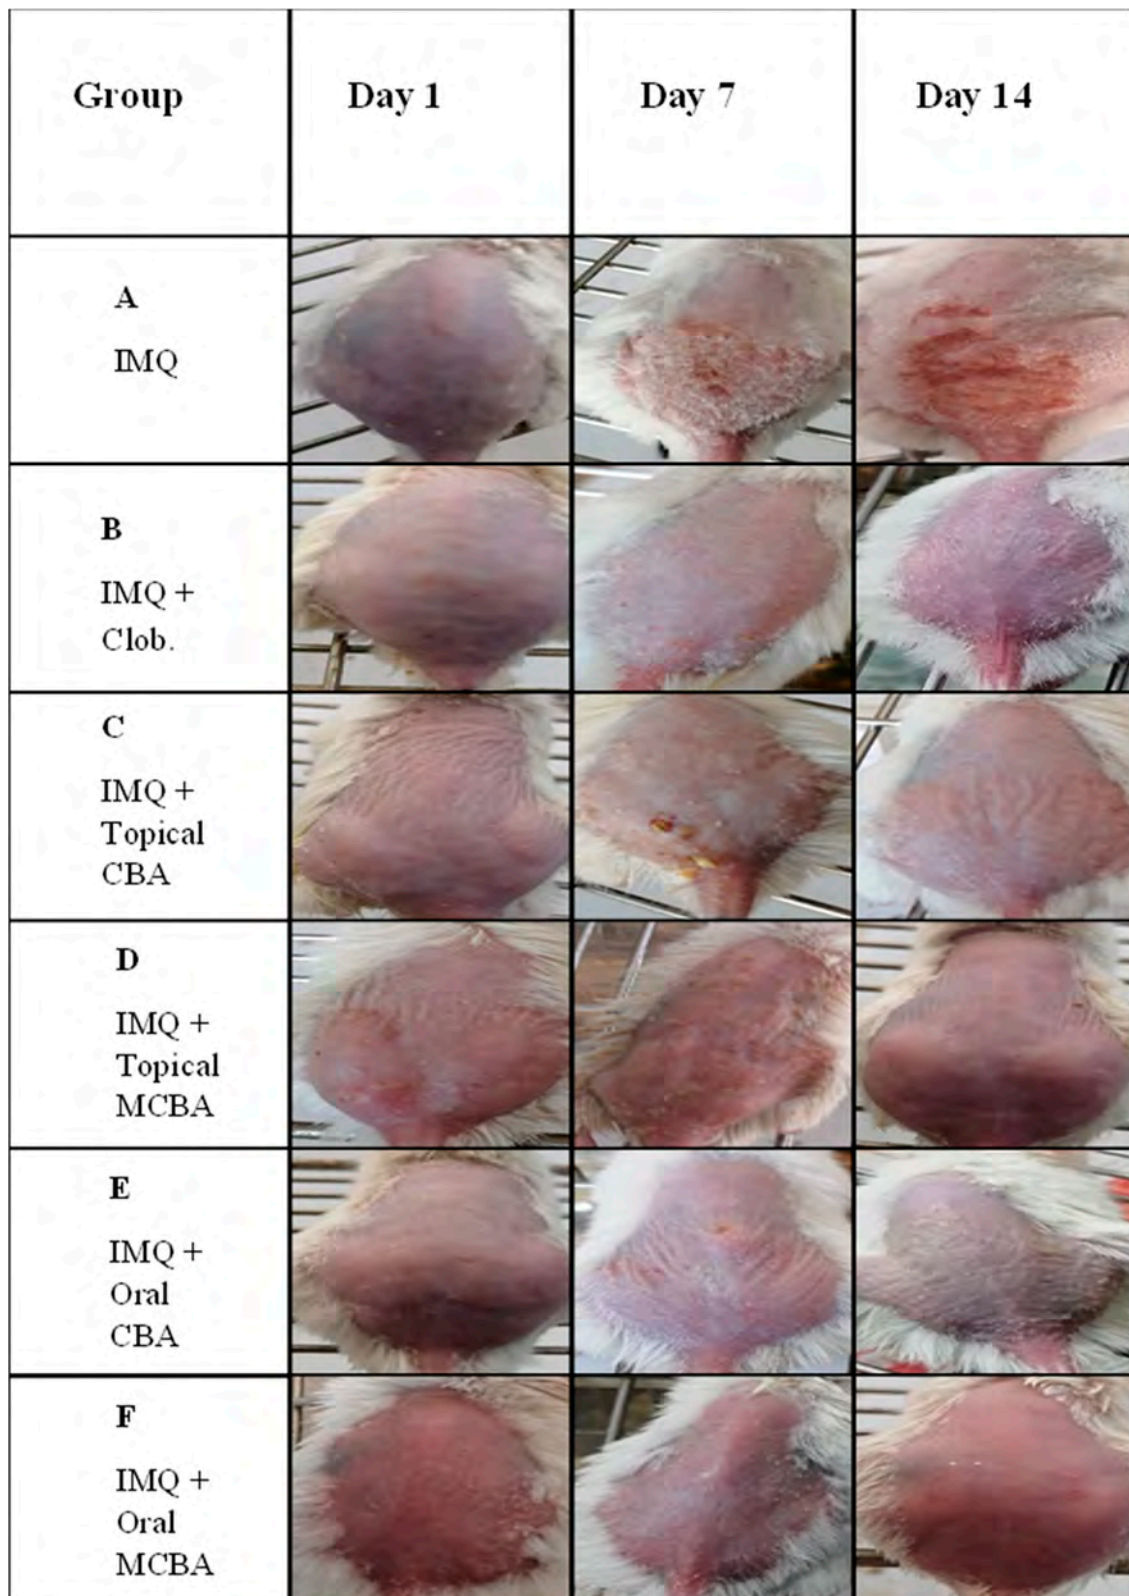 Group Day 1 Day 7 Day 14
A
IMQ
B
IMQ +
Clob.
C
IMQ +
Topical
CBA
D
IMQ +
Topical
MCBA
E
IMQ +
Oral
CBA
F
IMQ +
Oral
MCBA